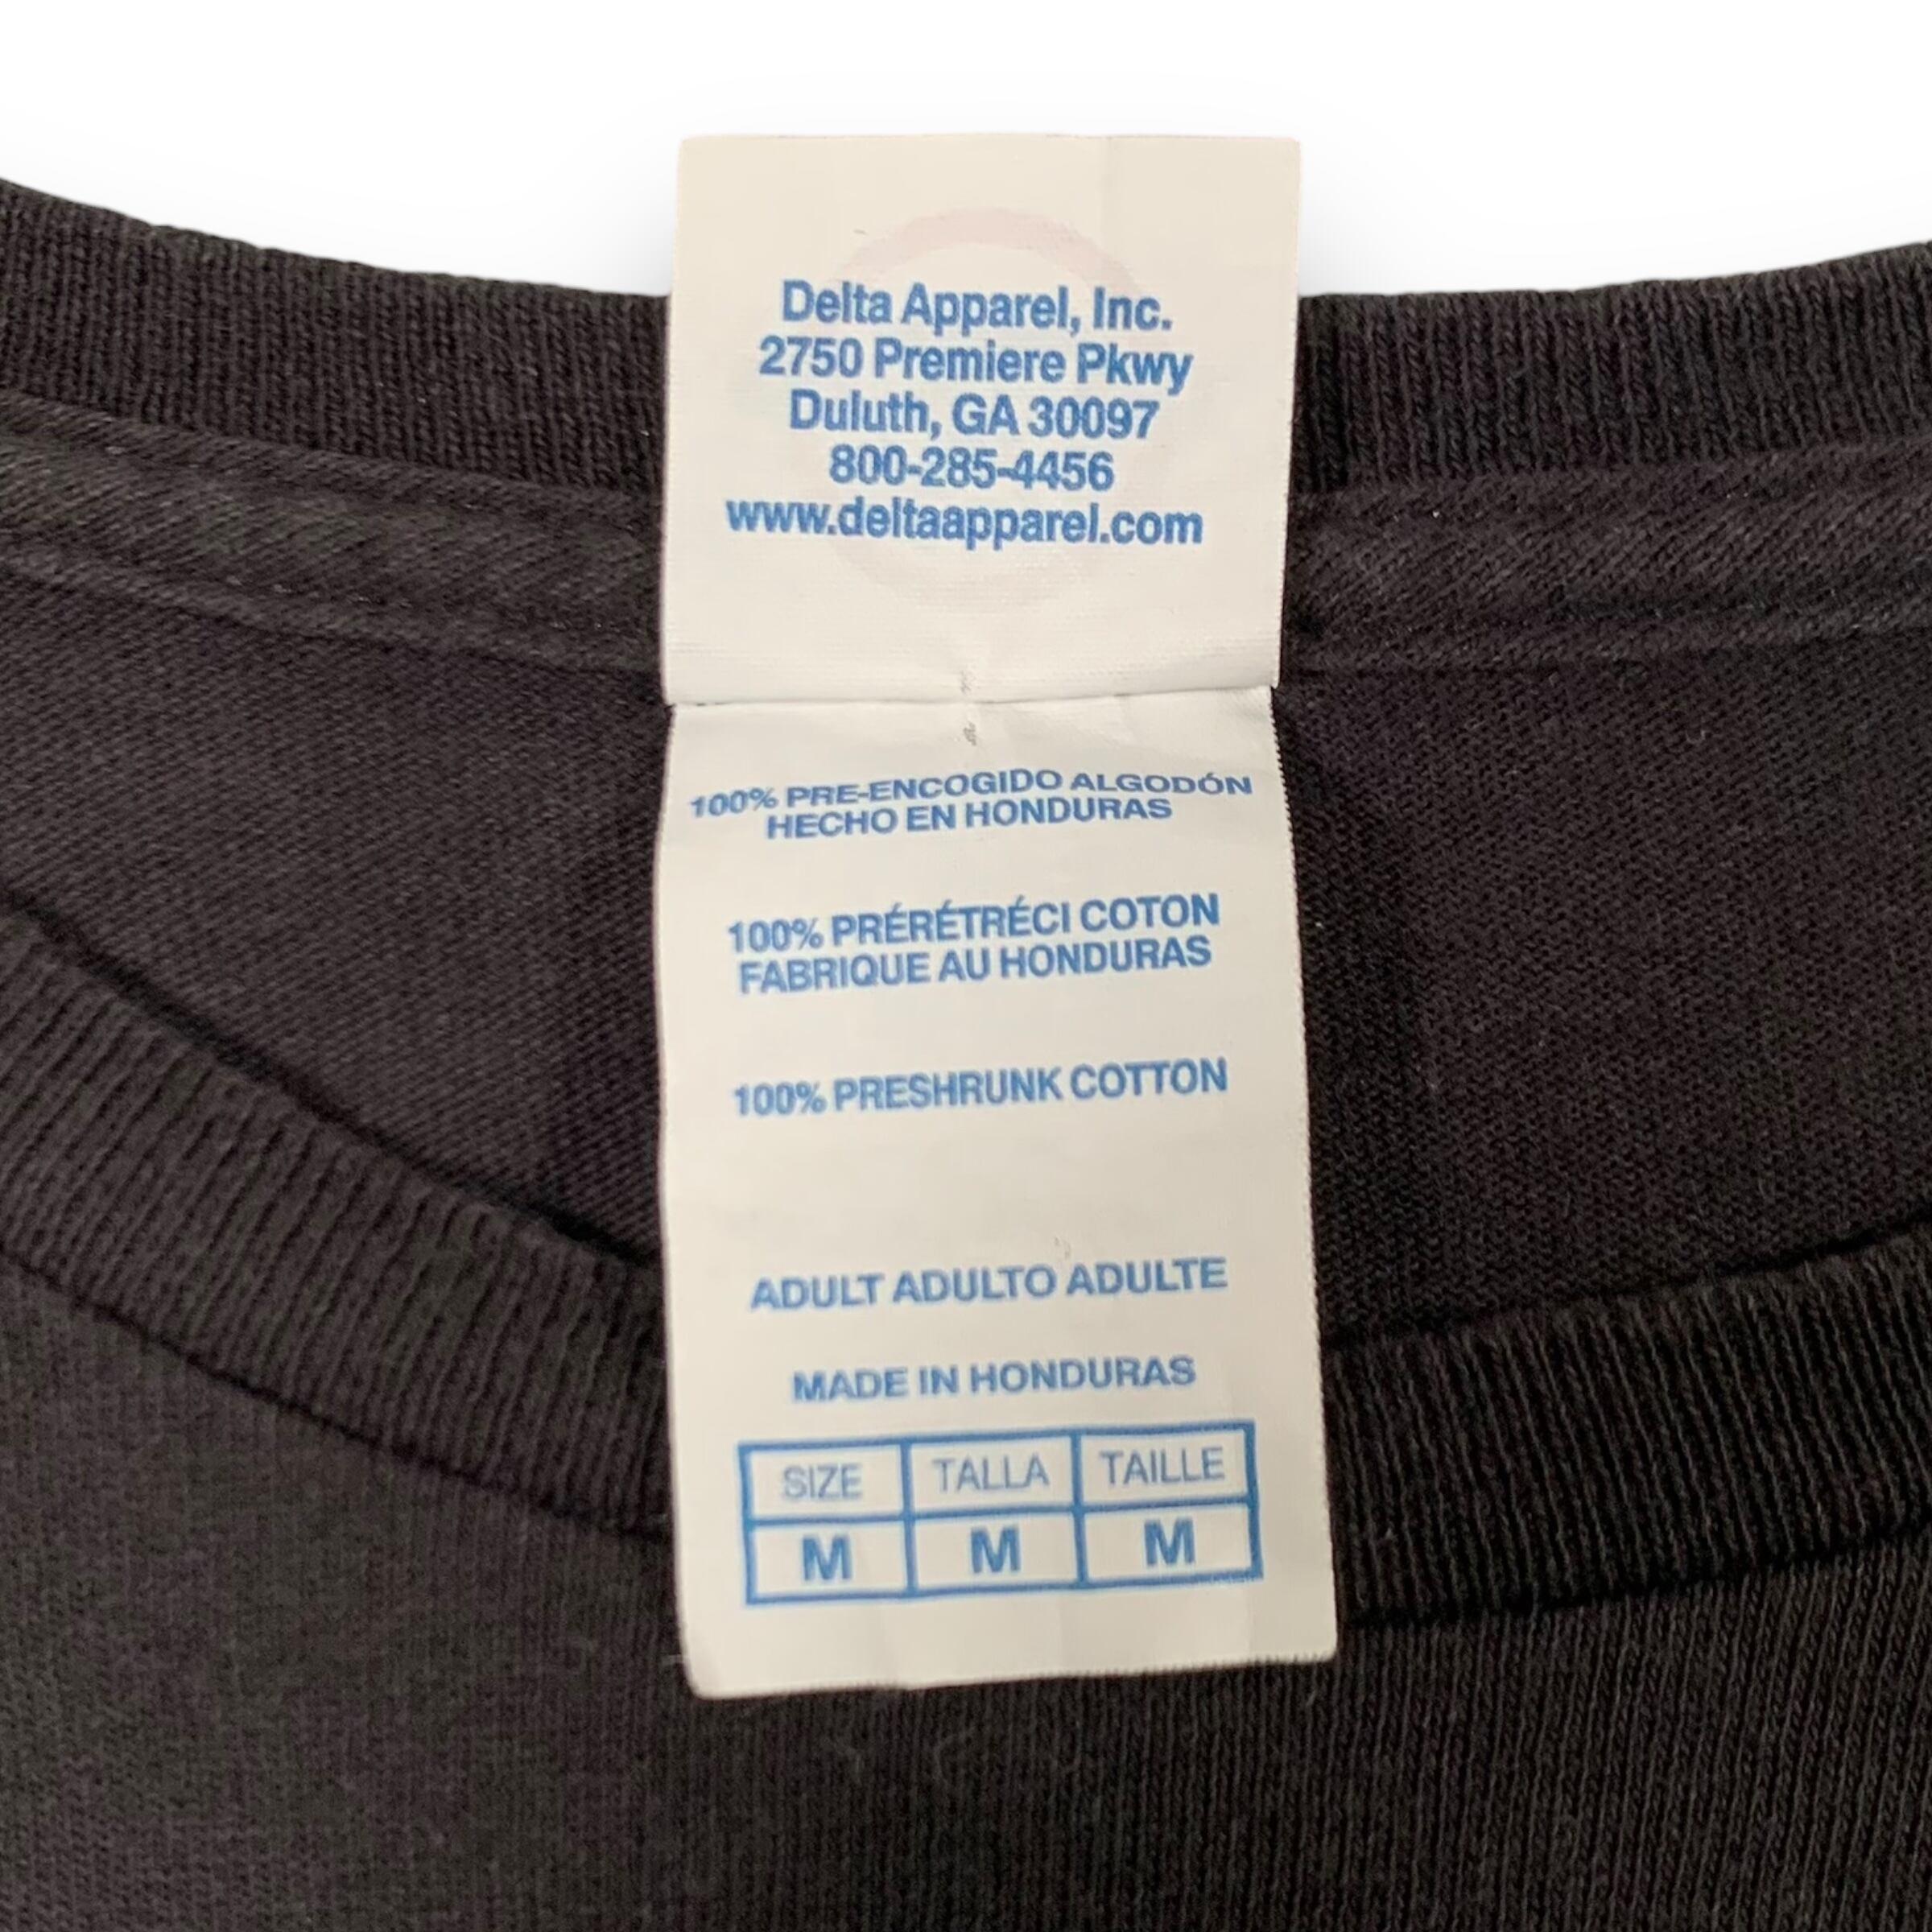 Delta Apparel, Inc.
2750 Premiere Pkwy
Duluth, GA 30097
800-285-4456
www.deltaapparel.com
100% PRE-ENCOGIDO ALGODÓN
HECHO EN HONDURAS
100% PRÉRÉTRÉCI COTON
FABRIQUE AU HONDURAS
100% PRESHRUNK COTTON
ADULT ADULTO ADULTE
MADE IN HONDURAS
SIZE TALLA TAILLE
M M M